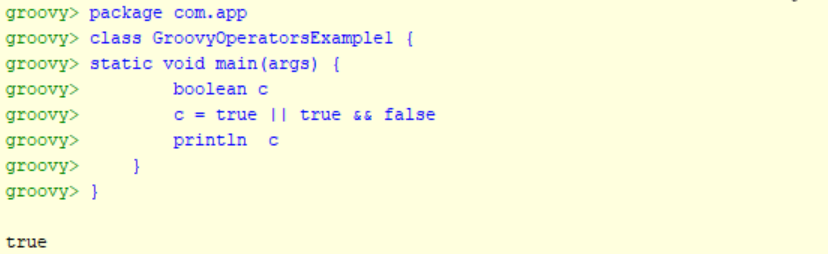 groovy> package com.app
groovy> class GroovyOperatorsExample1 {
groovy> static void main(args) {
groovy>         boolean c
groovy>         c = true || true && false
groovy>         println  c
groovy>     }
groovy> }
true